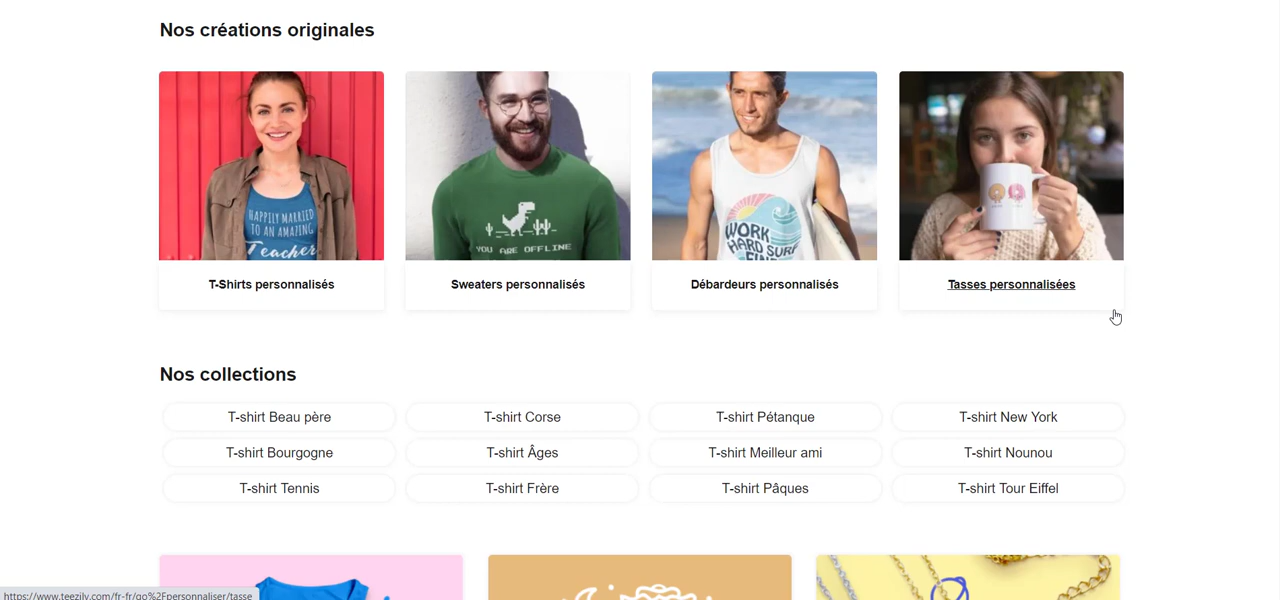 Nos créations originales
HAPPILY MARRIED
TO AN AMAZING
Teacher
YOU ARE OFFLINE
WORK
HARD SURF
T-Shirts personnalisés
Sweaters personnalisés
Débardeurs personnalisés
Tasses personnalisées
Nos collections
T-shirt Beau père
T-shirt Corse
T-shirt Pétanque
T-shirt New York
T-shirt Bourgogne
T-shirt Âges
T-shirt Meilleur ami
T-shirt Nounou
T-shirt Tennis
T-shirt Frère
T-shirt Pâques
T-shirt Tour Eiffel
https://www.teezily.com/fr-fr/go%2Fpersonnaliser/tasse